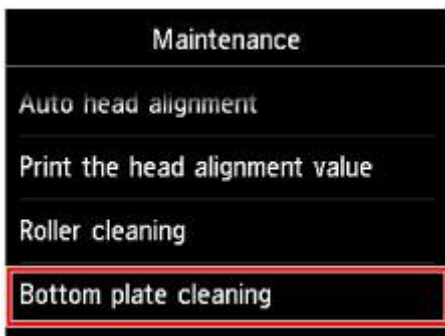 Maintenance
Auto head alignment
Print the head alignment value
Roller cleaning
Bottom plate cleaning